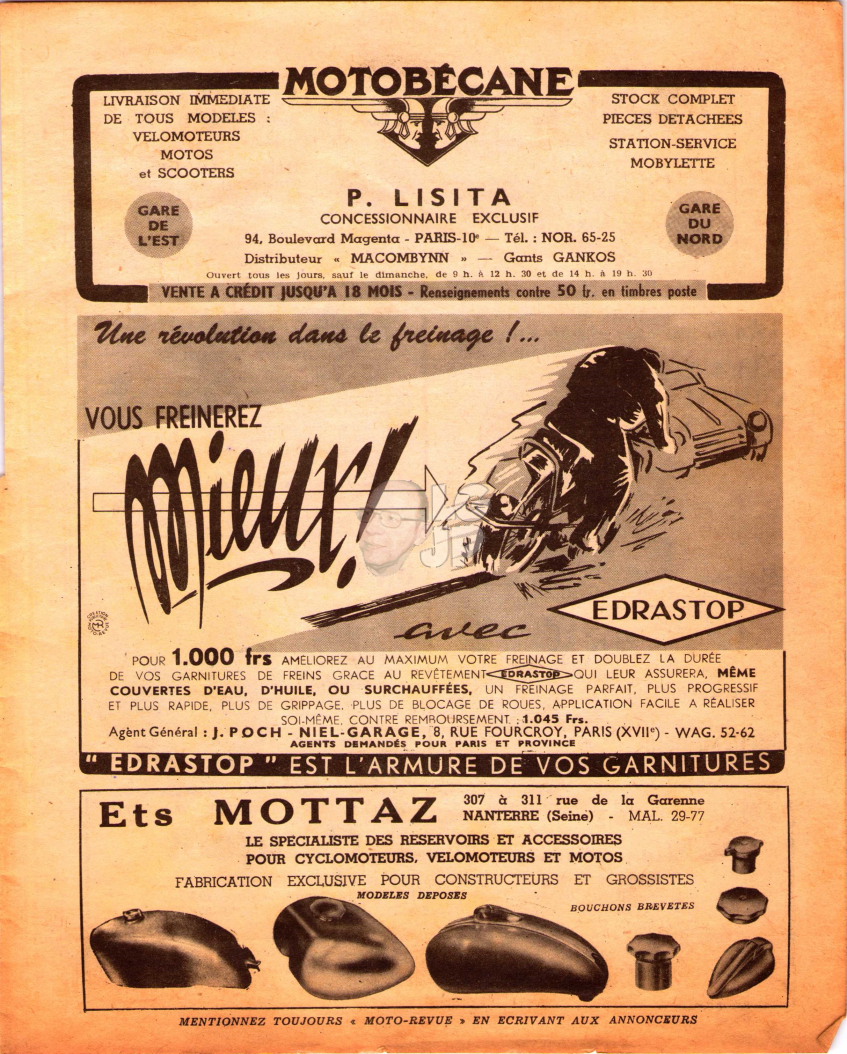 MOTOBÉCANE
LIVRAISON IMMEDIATE
DE TOUS MODELES :
VELOMOTEURS
MOTOS
et SCOOTERS
STOCK COMPLET
PIECES DETACHEES
STATION-SERVICE
MOBYLETTE
GARE
DE
L'EST
P. LISITA
CONCESSIONNAIRE EXCLUSIF
94, Boulevard Magenta - PARIS-10e — Tél. : NOR. 65-25
Distributeur « MACOMBYNN » — Gants GANKOS
GARE
DU
NORD
Ouvert tous les jours, sauf le dimanche, de 9 h. à 12 h. 30 et de 14 h. à 19 h. 30
VENTE A CRÉDIT JUSQU'A 18 MOIS - Renseignements contre 50 fr. en timbres poste
Une révolution dans le freinage !...
VOUS FREINEREZ
Mieux!
avec
EDRASTOP
POUR 1.000 frs AMÉLIOREZ AU MAXIMUM VOTRE FREINAGE ET DOUBLEZ LA DURÉE
DE VOS GARNITURES DE FREINS GRACE AU REVÊTEMENT EDRASTOP QUI LEUR ASSURERA, MÊME
COUVERTES D'EAU, D'HUILE, OU SURCHAUFFÉES, UN FREINAGE PARFAIT, PLUS PROGRESSIF
ET PLUS RAPIDE, PLUS DE GRIPPAGE, PLUS DE BLOCAGE DE ROUES, APPLICATION FACILE A RÉALISER
SOI-MÊME. CONTRE REMBOURSEMENT : 1.045 Frs.
Agent Général : J. POCH - NIEL-GARAGE, 8, RUE FOURCROY, PARIS (XVIIe) - WAG. 52-62
AGENTS DEMANDÉS POUR PARIS ET PROVINCE
" EDRASTOP " EST L'ARMURE DE VOS GARNITURES
Ets MOTTAZ
307 à 311 rue de la Garenne
NANTERRE (Seine) - MAL. 29-77
LE SPECIALISTE DES RESERVOIRS ET ACCESSOIRES
POUR CYCLOMOTEURS, VELOMOTEURS ET MOTOS
FABRICATION EXCLUSIVE POUR CONSTRUCTEURS ET GROSSISTES
MODELES DEPOSES
BOUCHONS BREVETES
MENTIONNEZ TOUJOURS « MOTO-REVUE » EN ECRIVANT AUX ANNONCEURS